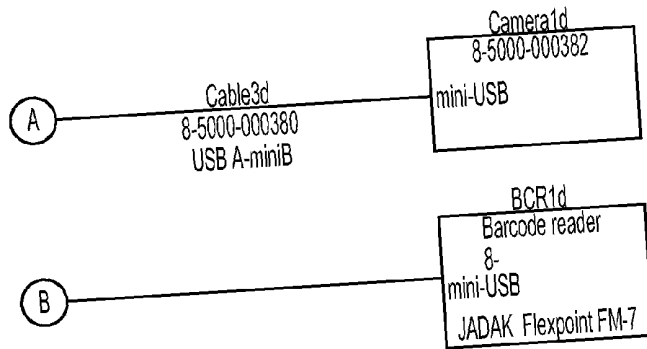 Camera1d
8-5000-000382
mini-USB
A
Cable3d
8-5000-000380
USB A-miniB
BCR1d
Barcode reader
8-
mini-USB
B
JADAK Flexpoint FM-7